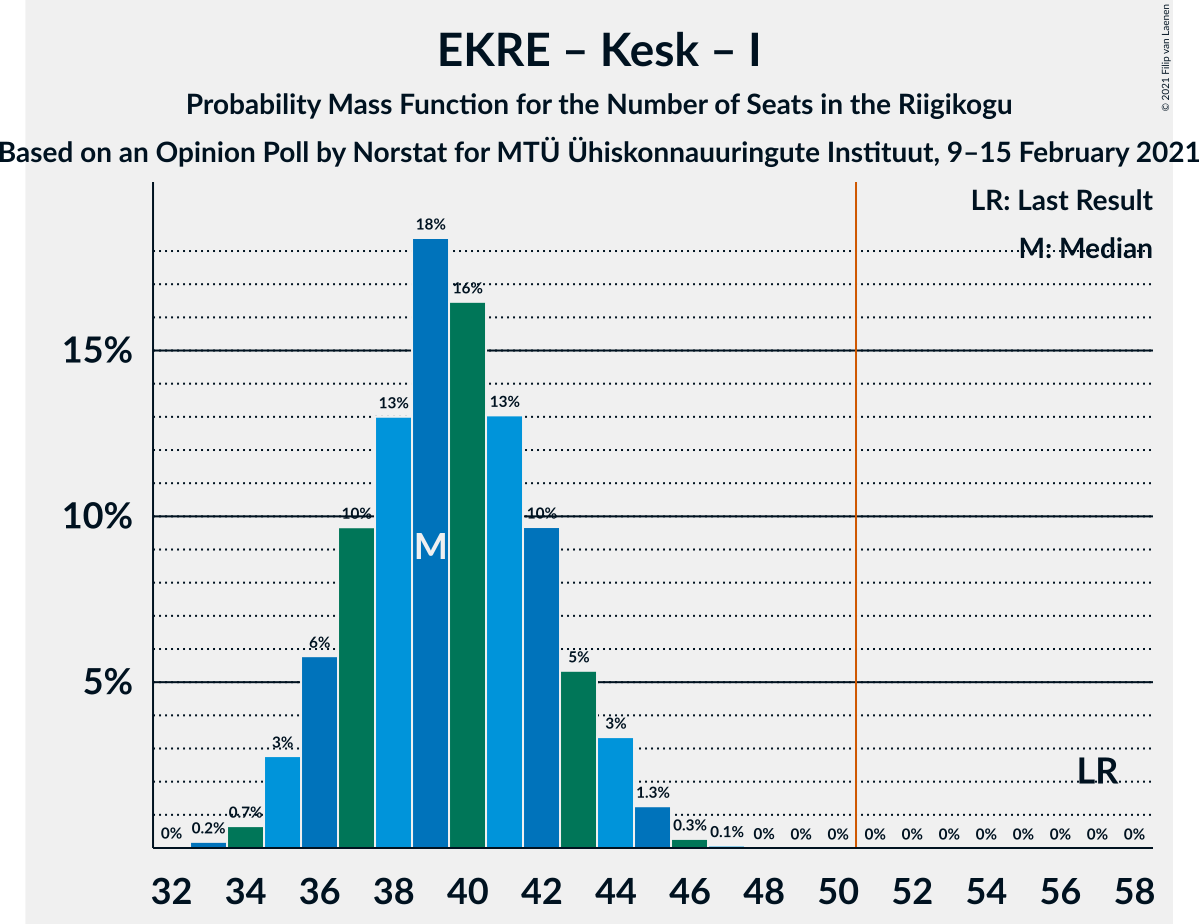 EKRE – Kesk – I
Probability Mass Function for the Number of Seats in the Riigikogu
Based on an Opinion Poll by Norstat for MTÜ Ühiskonnauuringute Instituut, 9–15 February 2021
© 2021 Filip van Laenen
LR: Last Result
M: Median
15%
10%
5%
0% 0.2% 0.7% 3% 6% 10% 13% 18% 16% 13% 10% 5% 3% 1.3% 0.3% 0.1% 0% 0% 0% 0% 0% 0% 0% 0% 0% 0% 0%
M
LR
32 34 36 38 40 42 44 46 48 50 52 54 56 58